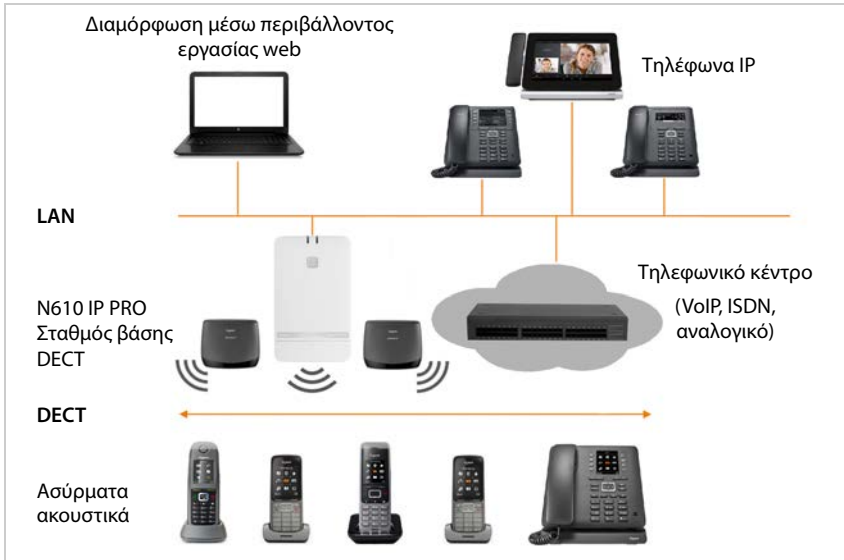 Διαμόρφωση μέσω περιβάλλοντος
εργασίας web
Τηλέφωνα IP
LAN
N610 IP PRO
Σταθμός βάσης
DECT
Τηλεφωνικό κέντρο
(VoIP, ISDN,
αναλογικό)
DECT
Ασύρματα
ακουστικά